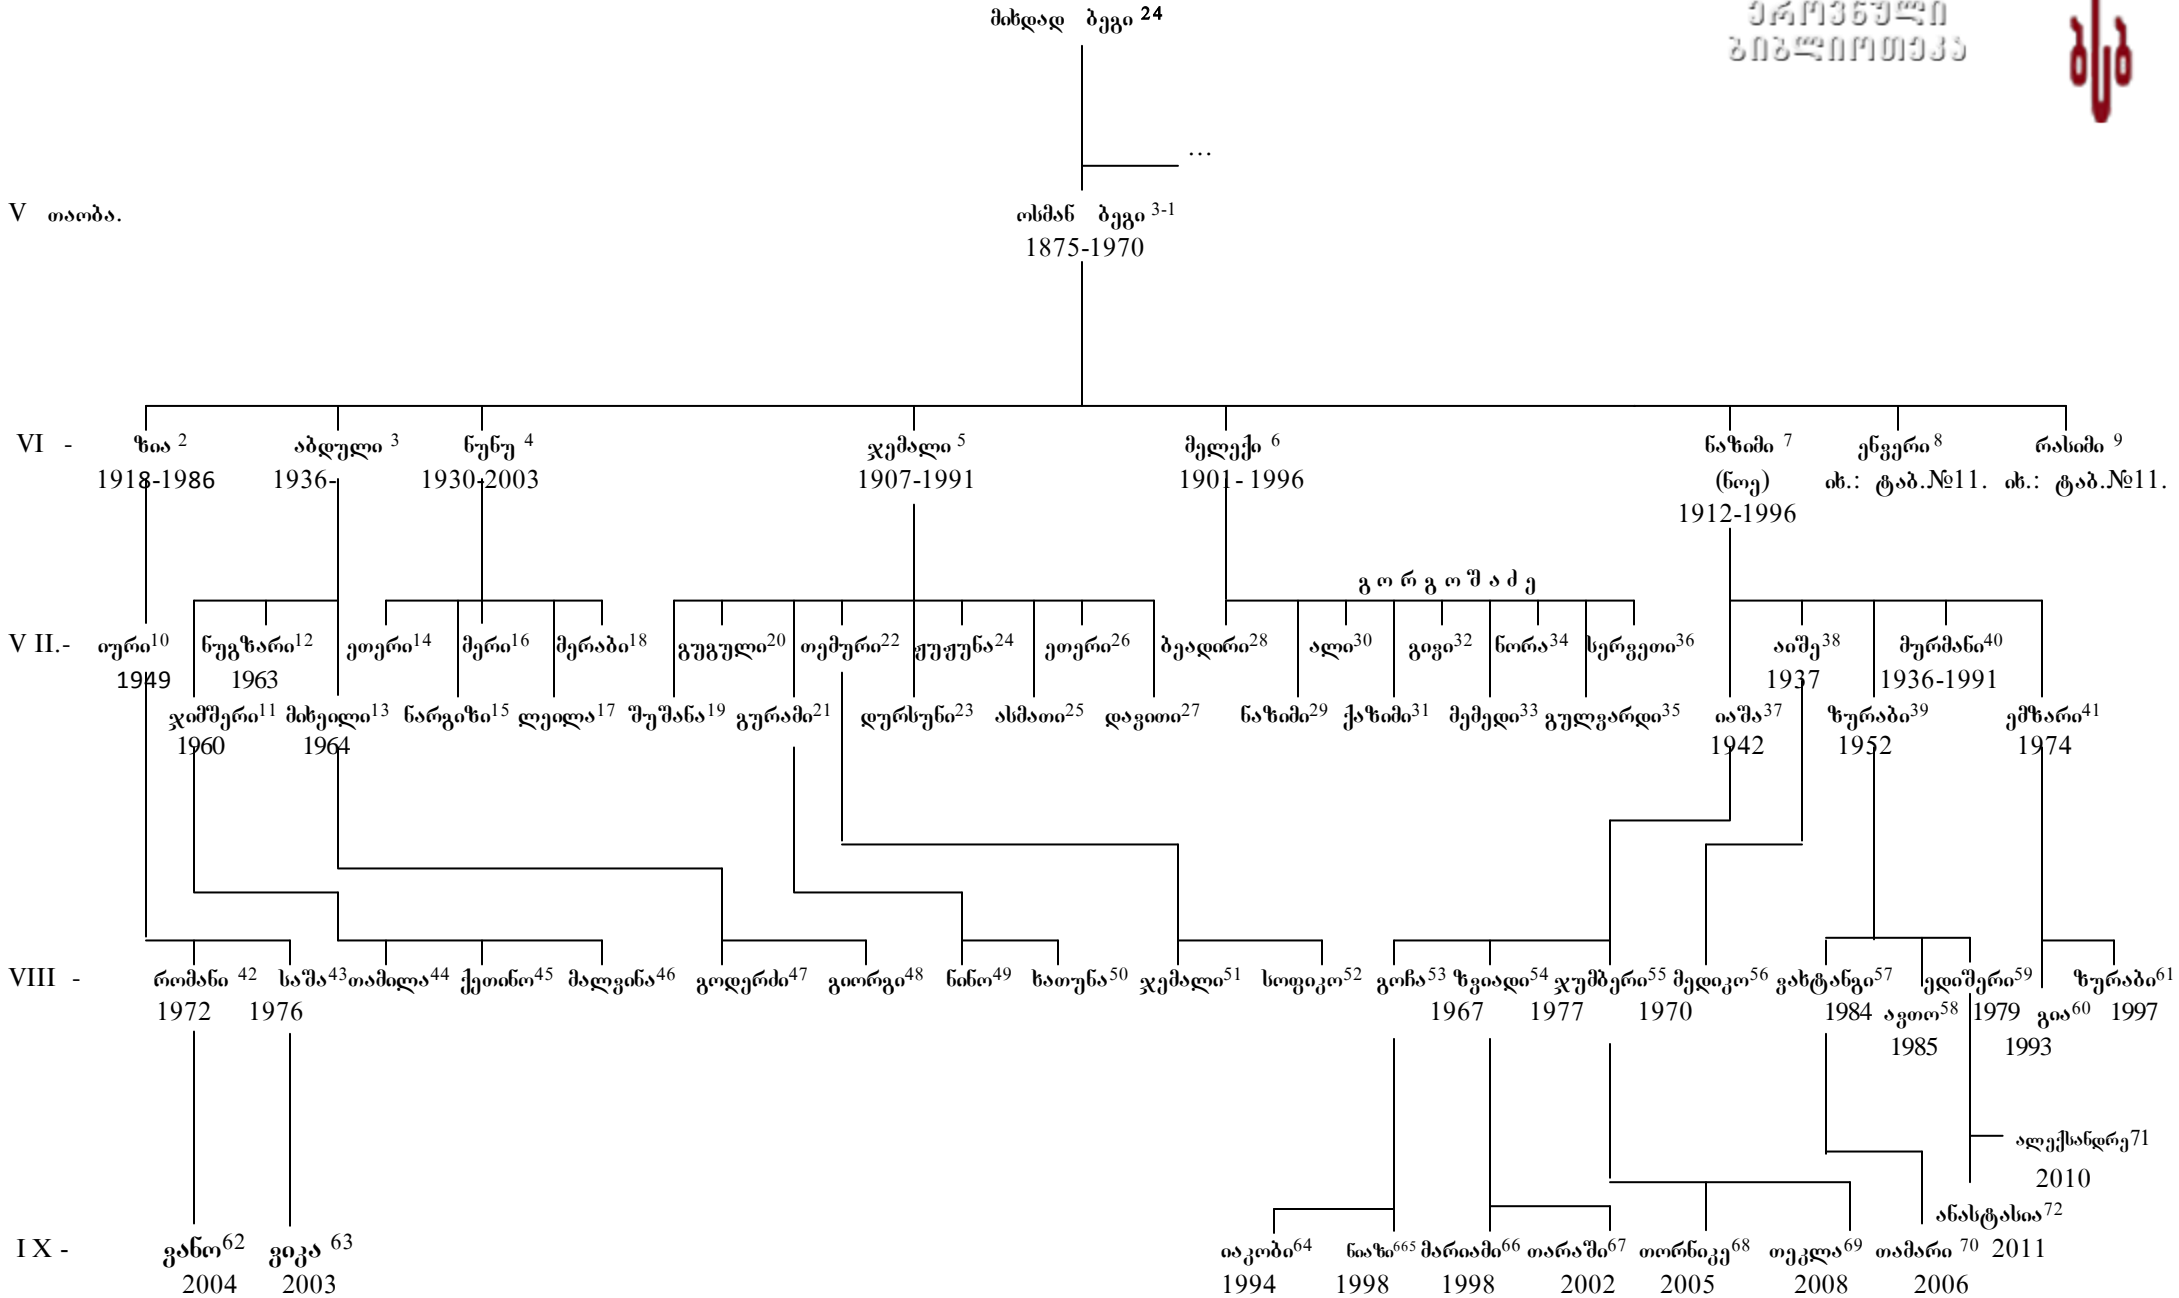 ეროვნული
ბიბლიოთეკა
მიხდად ბეგი 24
...
V თაობა.
ოსმან ბეგი 3-1
1875-1970
VI - ზია 2 აბდული 3 ნუნუ 4 ჯემალი 5 მელექი 6 ნაზიმი 7 ენვერი 8 რასიმი 9
1918-1986 1936- 1930-2003 1907-1991 1901- 1996 (ნოე) იხ.: ტაბ.№11. იხ.: ტაბ.№11.
1912-1996
გ ო რ გ ო შ ა ძ ე
V II.- იური10 ნუგზარი12 ეთერი14 მერი16 მერაბი18 გუგული20 თემური22 ჟუჟუნა24 ეთერი26 ბეადირი28 ალი30 გივი32 ნორა34 სერვეთი36 აიშე38 მურმანი40
1949 1963 1937 1936-1991
ჯიმშერი11 მიხეილი13 ნარგიზი15 ლეილა17 შუშანა19 გურამი21 დურსუნი23 ასმათი25 დავითი27 ნაზიმი29 ქაზიმი31 მემედი33 გულვარდი35 იაშა37 ზურაბი39 ემზარი41
1960 1964 1942 1952 1974
VIII - რომანი 42 საშა43 თამილა44 ქეთინო45 მალვინა46 გოდერძი47 გიორგი48 ნინო49 ხათუნა50 ჯემალი51 სოფიკო52 გოჩა53 ზვიადი54 ჯუმბერი55 მედიკო56 ვახტანგი57 ედიშერი59 ზურაბი61
1972 1976 1967 1977 1970 1984 ავთო58 1979 გია60 1997
1985 1993
ალექსანდრე71
2010
ანასტასია72
I X - ვანო62 ვიკა 63 იაკობი64 ნიაზი665 მარიამი66 თარაში67 თორნიკე68 თეკლა69 თამარი 70 2011
2004 2003 1994 1998 1998 2002 2005 2008 2006